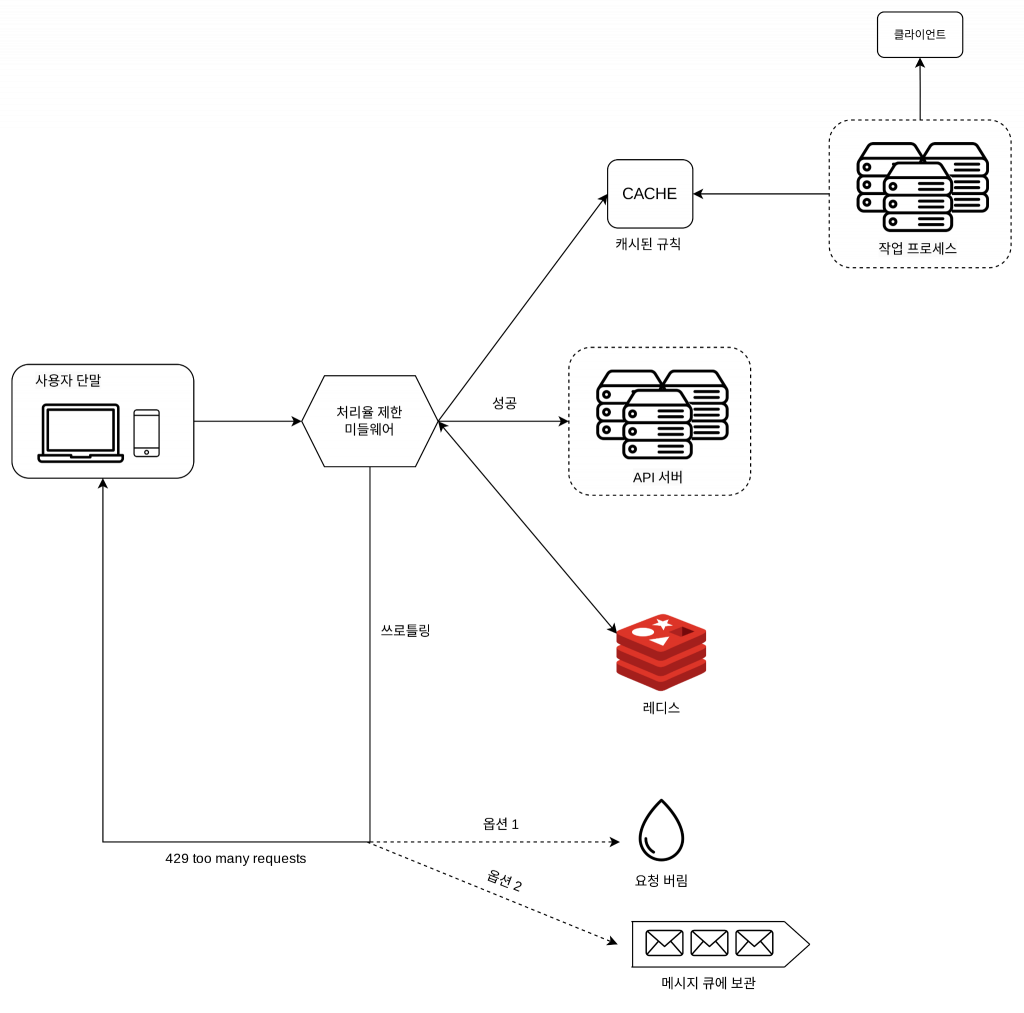 클라이언트
CACHE
캐시된 규칙
작업 프로세스
사용자 단말
처리율 제한
미들웨어
성공
API 서버
쓰로틀링
레디스
429 too many requests
옵션 1
요청 버림
옵션 2
메시지 큐에 보관